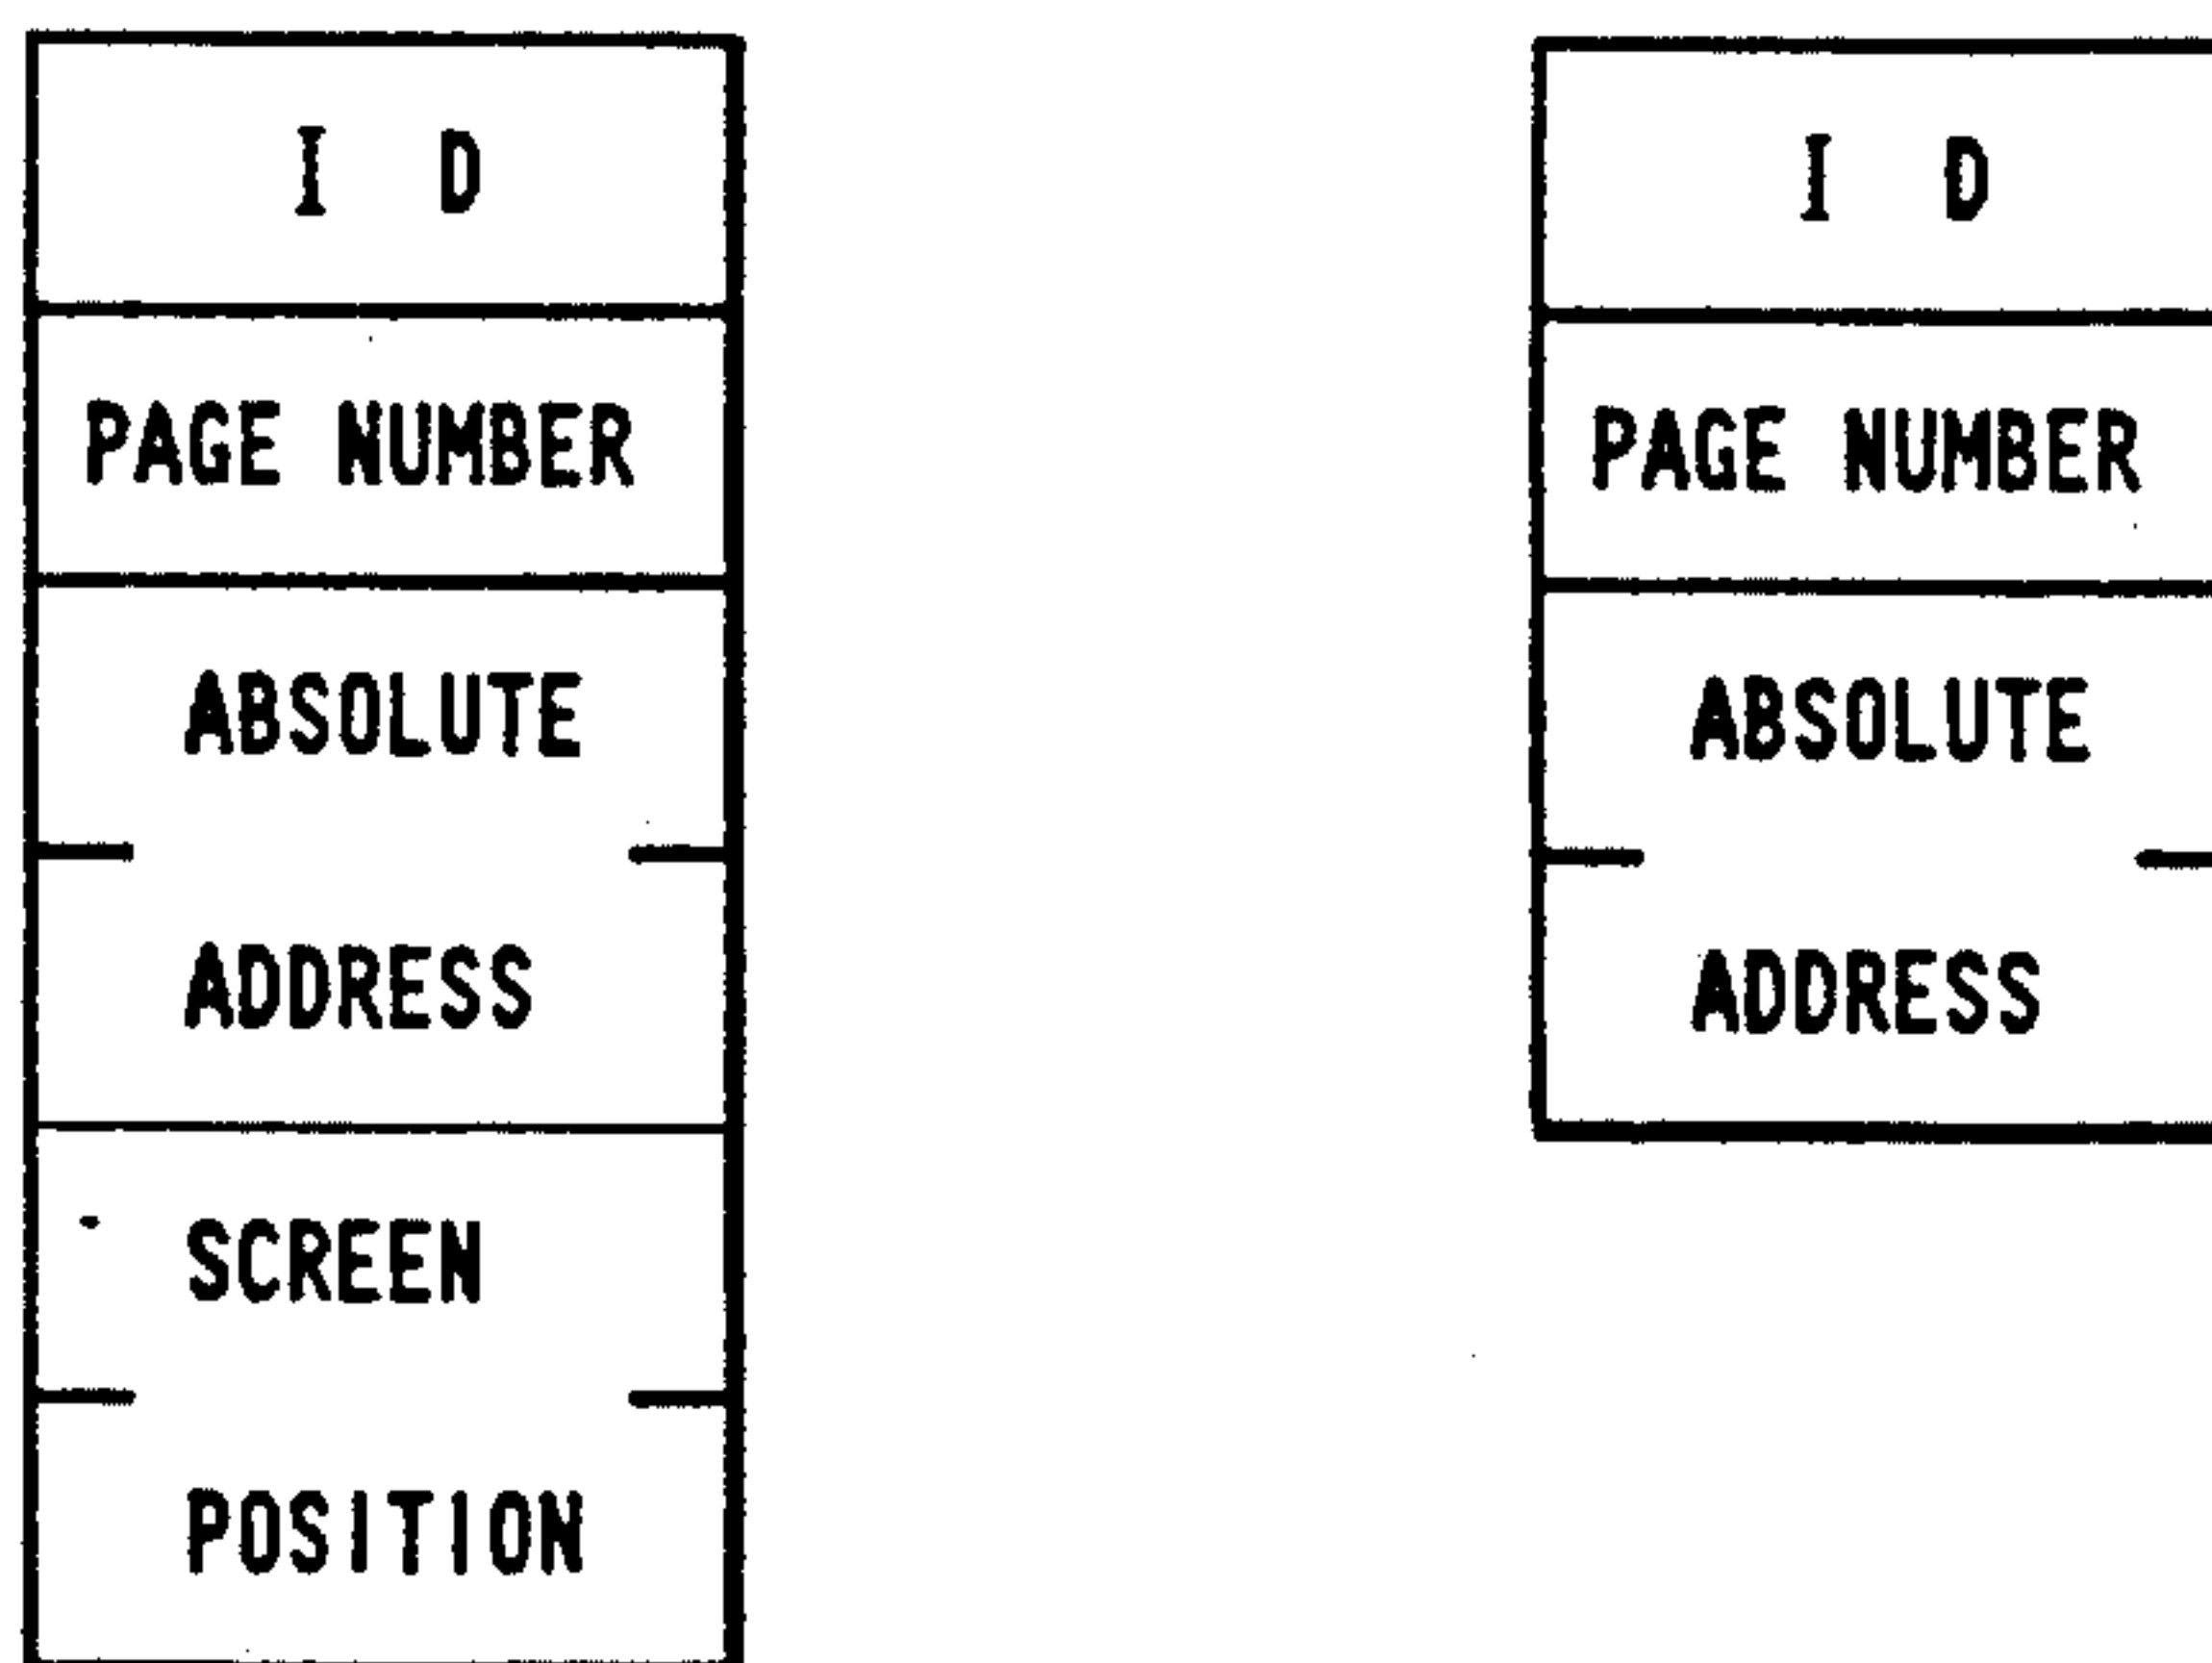 I D
PAGE NUMBER
ABSOLUTE
ADDRESS
SCREEN
POSITION
I D
PAGE NUMBER
ABSOLUTE
ADDRESS